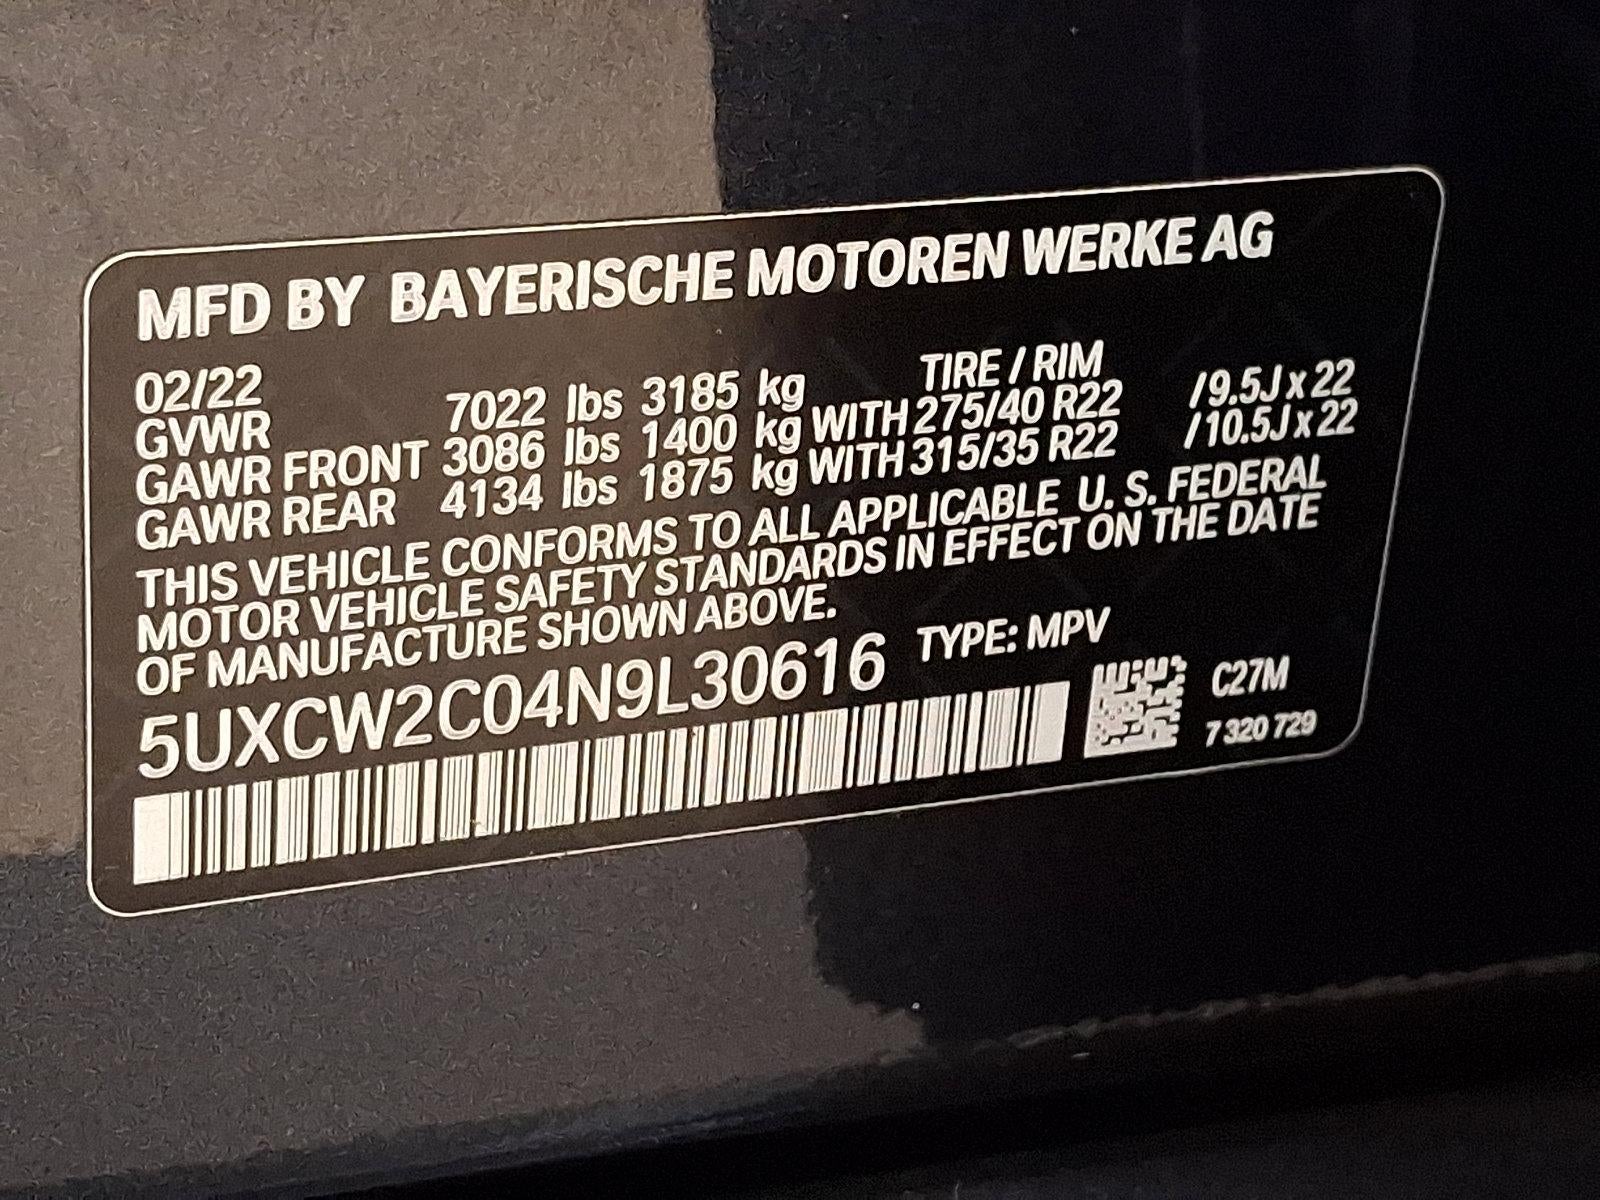 MFD BY BAYERISCHE MOTOREN WERKE AG
02/22 TIRE / RIM
GVWR 7022 lbs 3185 kg
GAWR FRONT 3086 lbs 1400 kg WITH 275/40 R22 /9.5J x 22
GAWR REAR 4134 lbs 1875 kg WITH 315/35 R22 /10.5J x 22
THIS VEHICLE CONFORMS TO ALL APPLICABLE U. S. FEDERAL
MOTOR VEHICLE SAFETY STANDARDS IN EFFECT ON THE DATE
OF MANUFACTURE SHOWN ABOVE.
5UXCW2C04N9L30616 TYPE: MPV
C27M
7 320 729